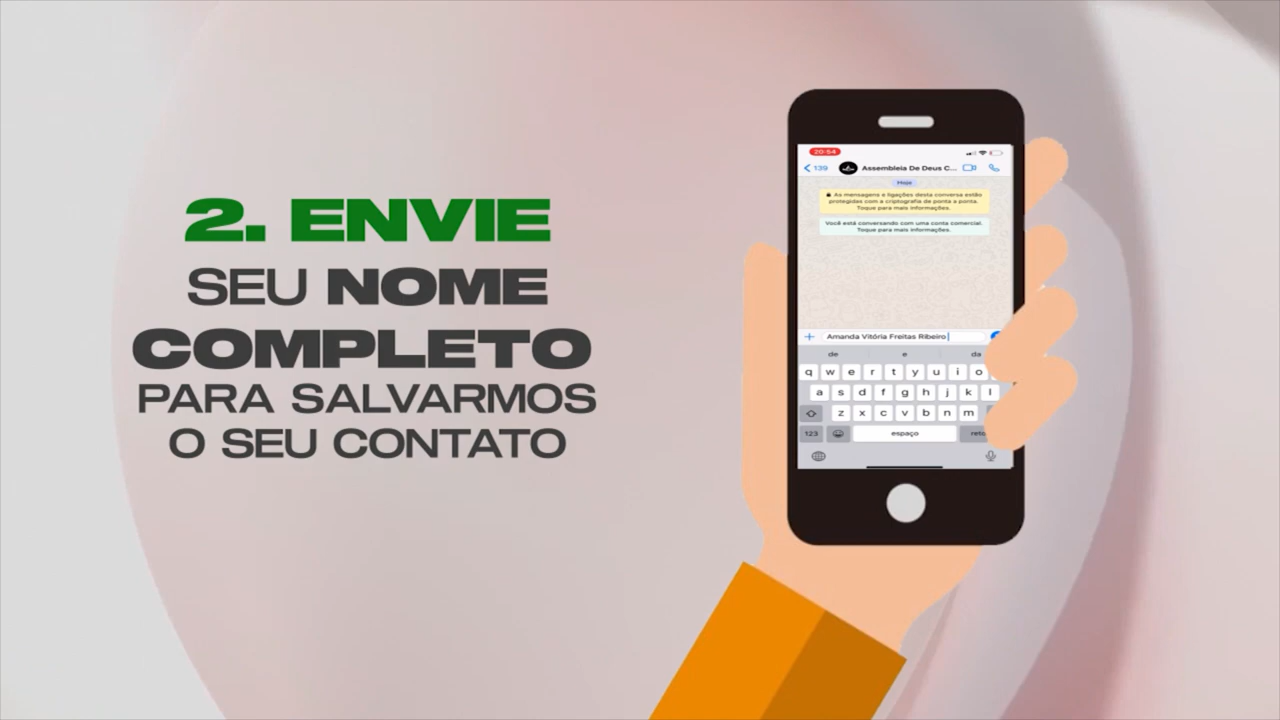 2. ENVIE
SEU NOME
COMPLETO
PARA SALVARMOS
O SEU CONTATO
20:54
139
Assembleia De Deus C...
Hoje
As mensagens e ligações desta conversa estão
protegidas com a criptografia de ponta a ponta.
Toque para mais informações.
Você está conversando com uma conta comercial.
Toque para mais informações.
Amanda Vitória Freitas Ribeiro
de e da
q w e r t y u i o
a s d f g h j k l
z x c v b n m
123 espaço reto